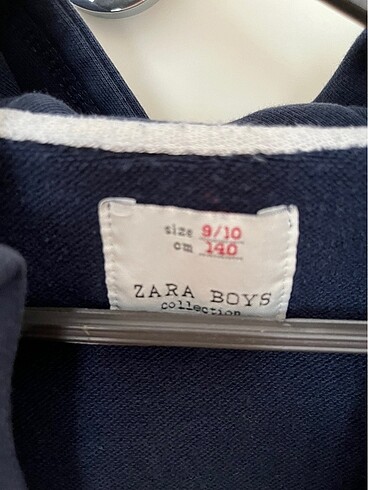 size 9/10
cm 140
ZARA BOYS
collection